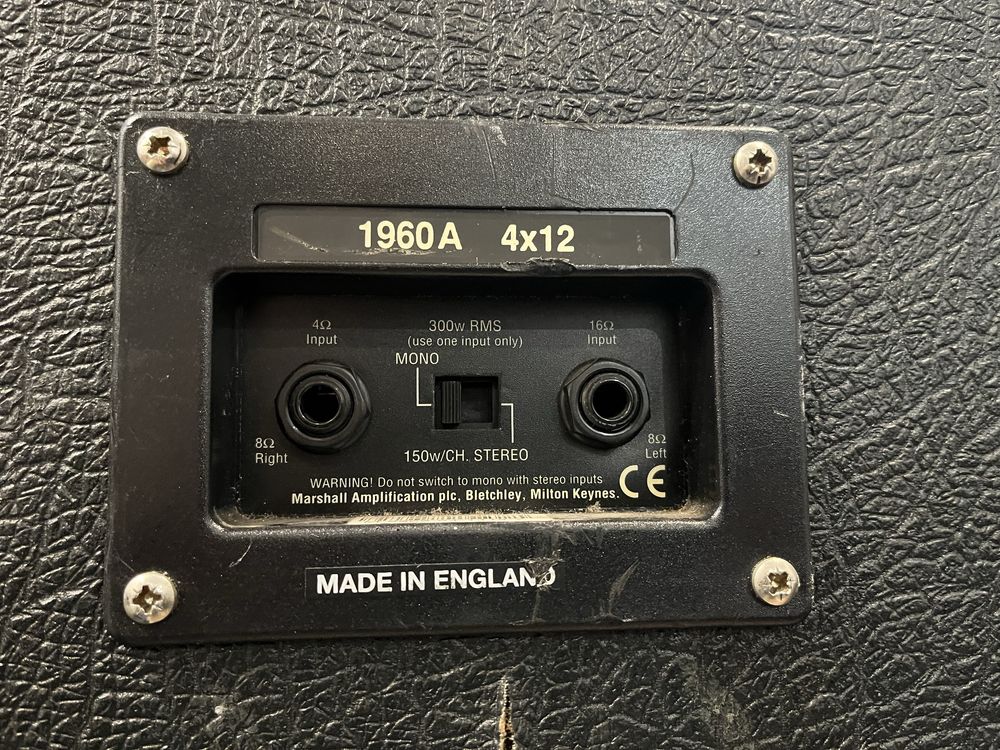 1960A 4x12
4Ω
Input
300w RMS
(use one input only)
16Ω
Input
MONO
8Ω
Right
150w/CH. STEREO
8Ω
Left
WARNING! Do not switch to mono with stereo inputs
Marshall Amplification plc, Bletchley, Milton Keynes.
CE
MADE IN ENGLAND